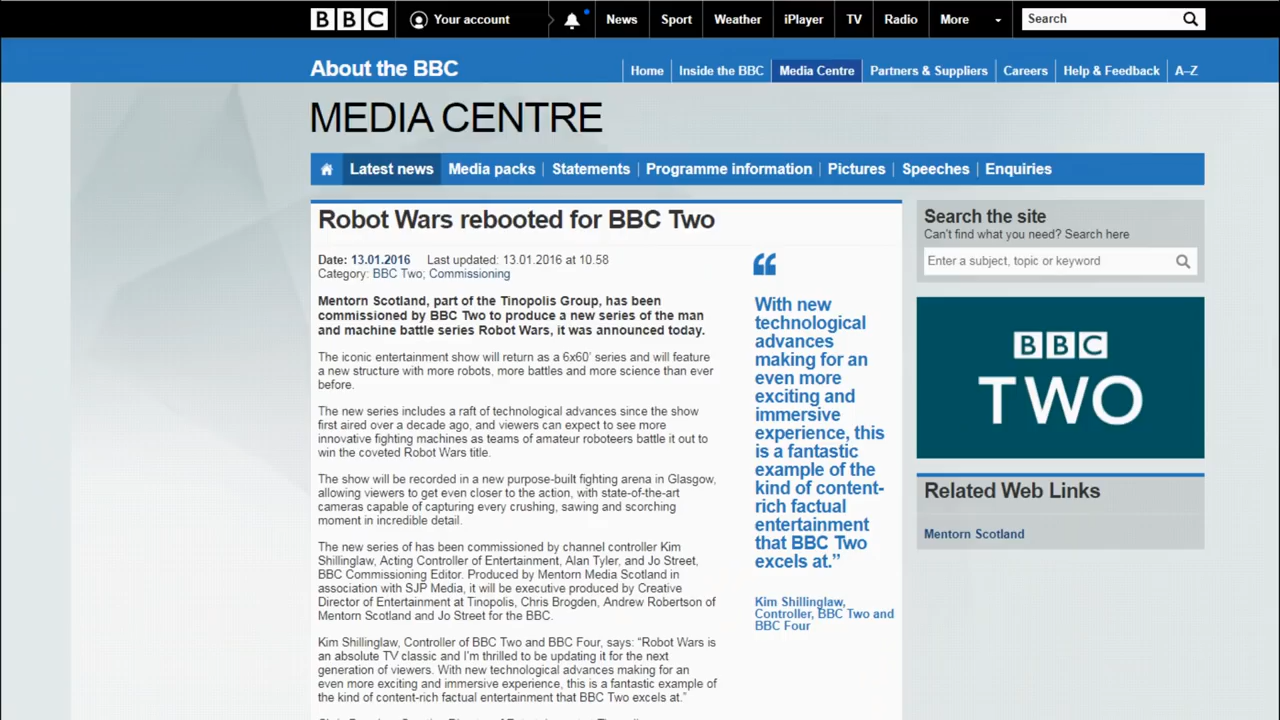 BBC Your account News Sport Weather iPlayer TV Radio More Search
About the BBC
Home Inside the BBC Media Centre Partners & Suppliers Careers Help & Feedback A–Z
MEDIA CENTRE
Latest news Media packs Statements Programme information Pictures Speeches Enquiries
Robot Wars rebooted for BBC Two
Date: 13.01.2016 Last updated: 13.01.2016 at 10.58
Category: BBC Two; Commissioning
Mentorn Scotland, part of the Tinopolis Group, has been
commissioned by BBC Two to produce a new series of the man
and machine battle series Robot Wars, it was announced today.
The iconic entertainment show will return as a 6x60’ series and will feature
a new structure with more robots, more battles and more science than ever
before.
The new series includes a raft of technological advances since the show
first aired over a decade ago, and viewers can expect to see more
innovative fighting machines as teams of amateur roboteers battle it out to
win the coveted Robot Wars title.
The show will be recorded in a new purpose-built fighting arena in Glasgow,
allowing viewers to get even closer to the action, with state-of-the-art
cameras capable of capturing every crushing, sawing and scorching
moment in incredible detail.
The new series of has been commissioned by channel controller Kim
Shillinglaw, Acting Controller of Entertainment, Alan Tyler, and Jo Street,
BBC Commissioning Editor. Produced by Mentorn Media Scotland in
association with SJP Media, it will be executive produced by Creative
Director of Entertainment at Tinopolis, Chris Brogden, Andrew Robertson of
Mentorn Scotland and Jo Street for the BBC.
Kim Shillinglaw, Controller of BBC Two and BBC Four, says: “Robot Wars is
an absolute TV classic and I’m thrilled to be updating it for the next
generation of viewers. With new technological advances making for an
even more exciting and immersive experience, this is a fantastic example of
the kind of content-rich factual entertainment that BBC Two excels at.”
“
With new
technological
advances
making for an
even more
exciting and
immersive
experience, this
is a fantastic
example of the
kind of content-
rich factual
entertainment
that BBC Two
excels at.”
Kim Shillinglaw,
Controller, BBC Two and
BBC Four
Search the site
Can't find what you need? Search here
Enter a subject, topic or keyword
BBC
TWO
Related Web Links
Mentorn Scotland